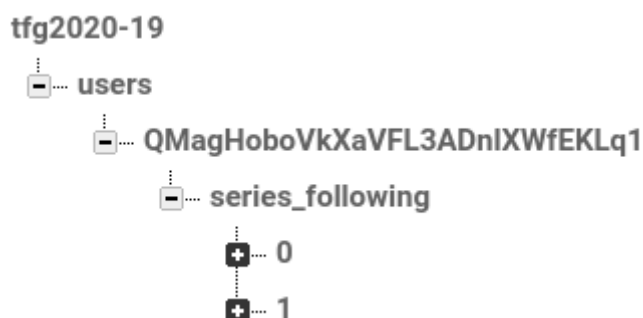 tfg2020-19
users
QMagHoboVkXaVFL3ADnlXWfEKLq1
series_following
0
1